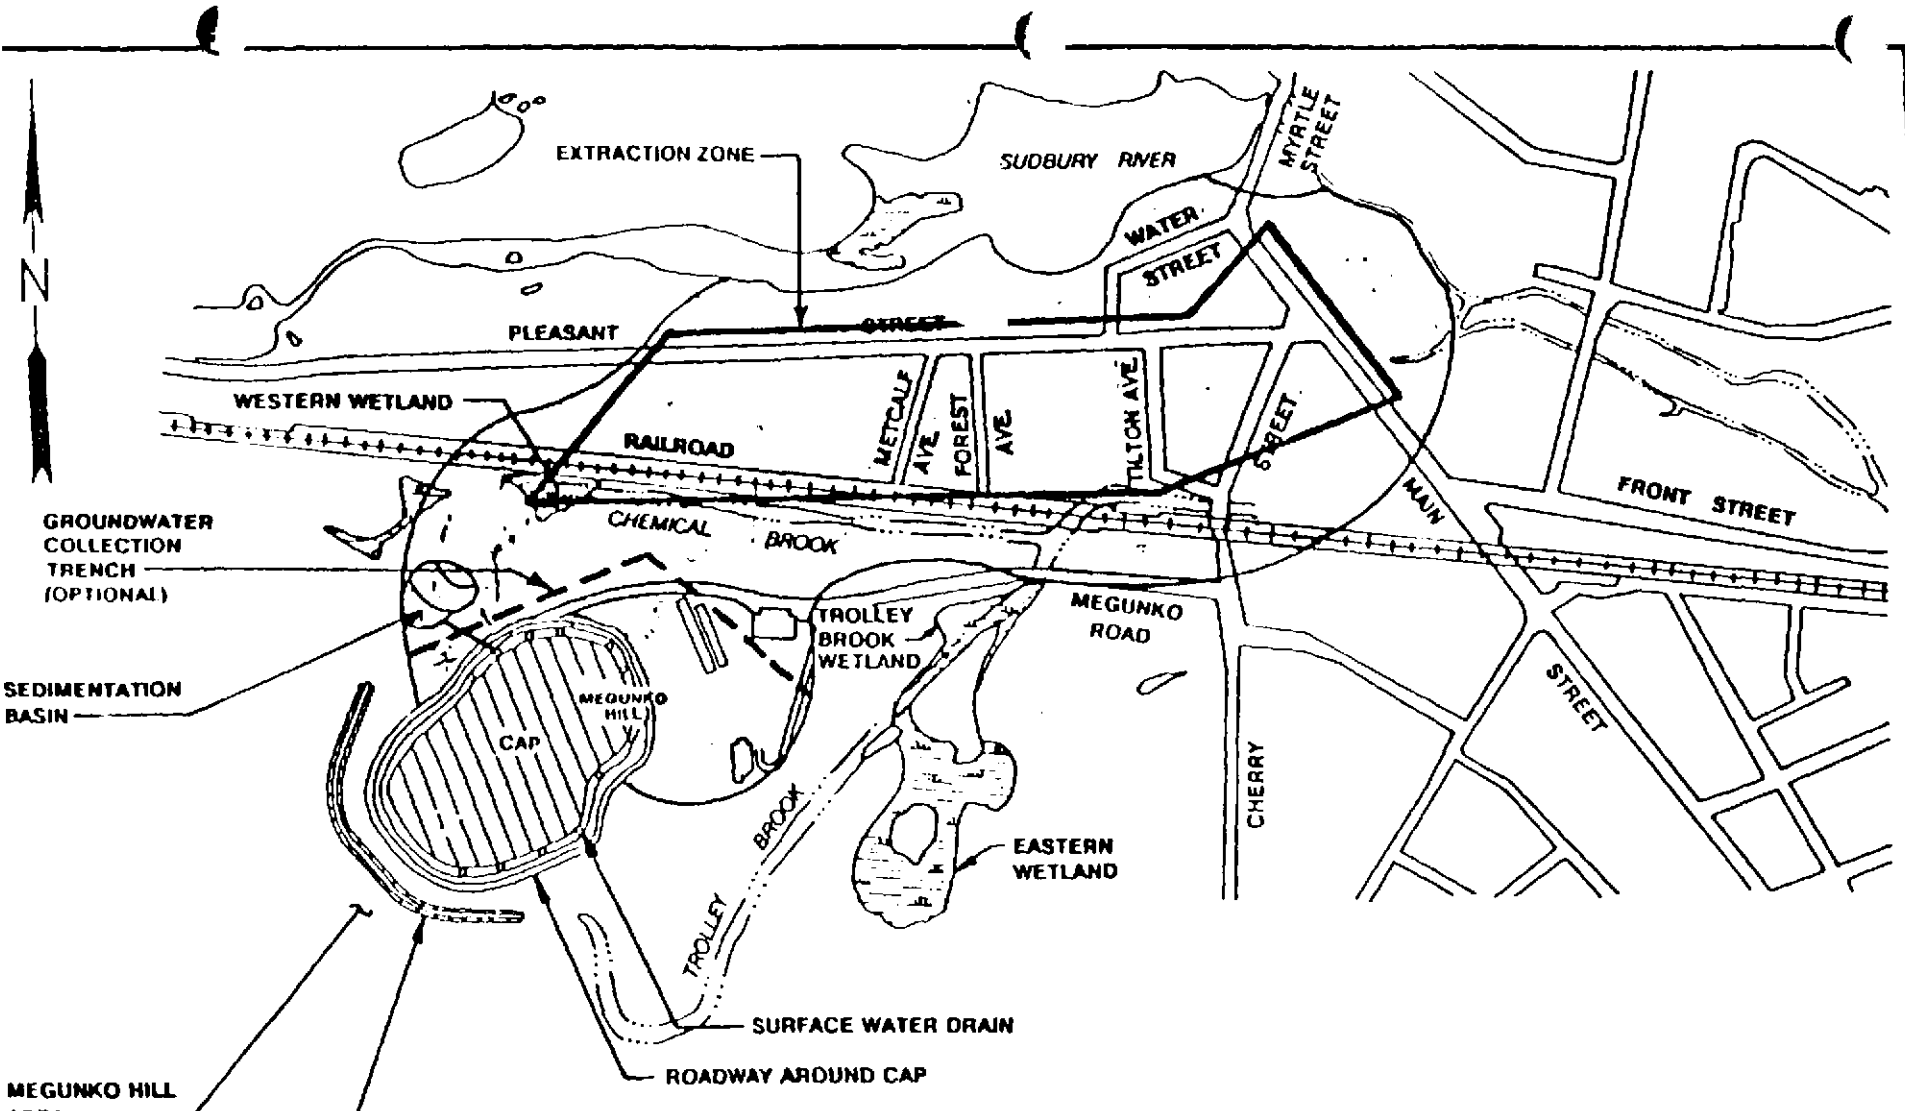 MYRTLE
STREET
EXTRACTION ZONE
SUDBURY RIVER
WATER
STREET
N
PLEASANT
STREET
WESTERN WETLAND
RAILROAD
METCALF
AVE.
FOREST
AVE.
TILTON AVE.
STREET
MAIN
FRONT STREET
GROUNDWATER
COLLECTION
TRENCH
(OPTIONAL)
CHEMICAL
BROOK
TROLLEY
BROOK
WETLAND
MEGUNKO
ROAD
SEDIMENTATION
BASIN
MEGUNKO
HILL
CAP
STREET
CHERRY
BROOK
TROLLEY
EASTERN
WETLAND
SURFACE WATER DRAIN
ROADWAY AROUND CAP
MEGUNKO HILL